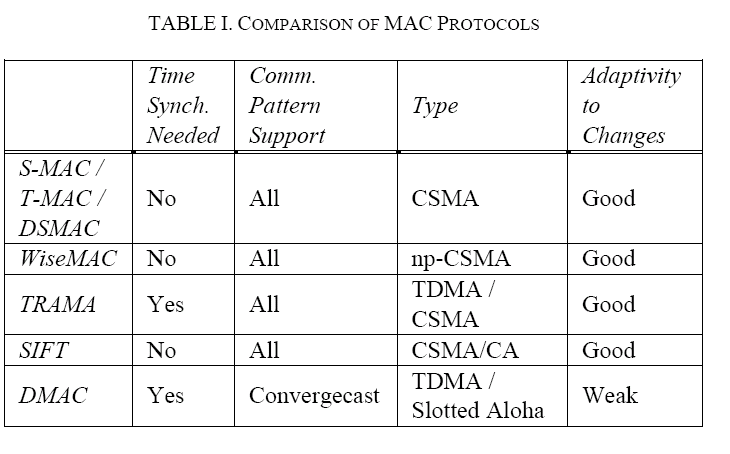 TABLE I. COMPARISON OF MAC PROTOCOLS
Time Synch. Needed
Comm. Pattern Support
Type
Adaptivity to Changes
S-MAC / T-MAC / DSMAC
No
All
CSMA
Good
WiseMAC
No
All
np-CSMA
Good
TRAMA
Yes
All
TDMA / CSMA
Good
SIFT
No
All
CSMA/CA
Good
DMAC
Yes
Convergecast
TDMA / Slotted Aloha
Weak